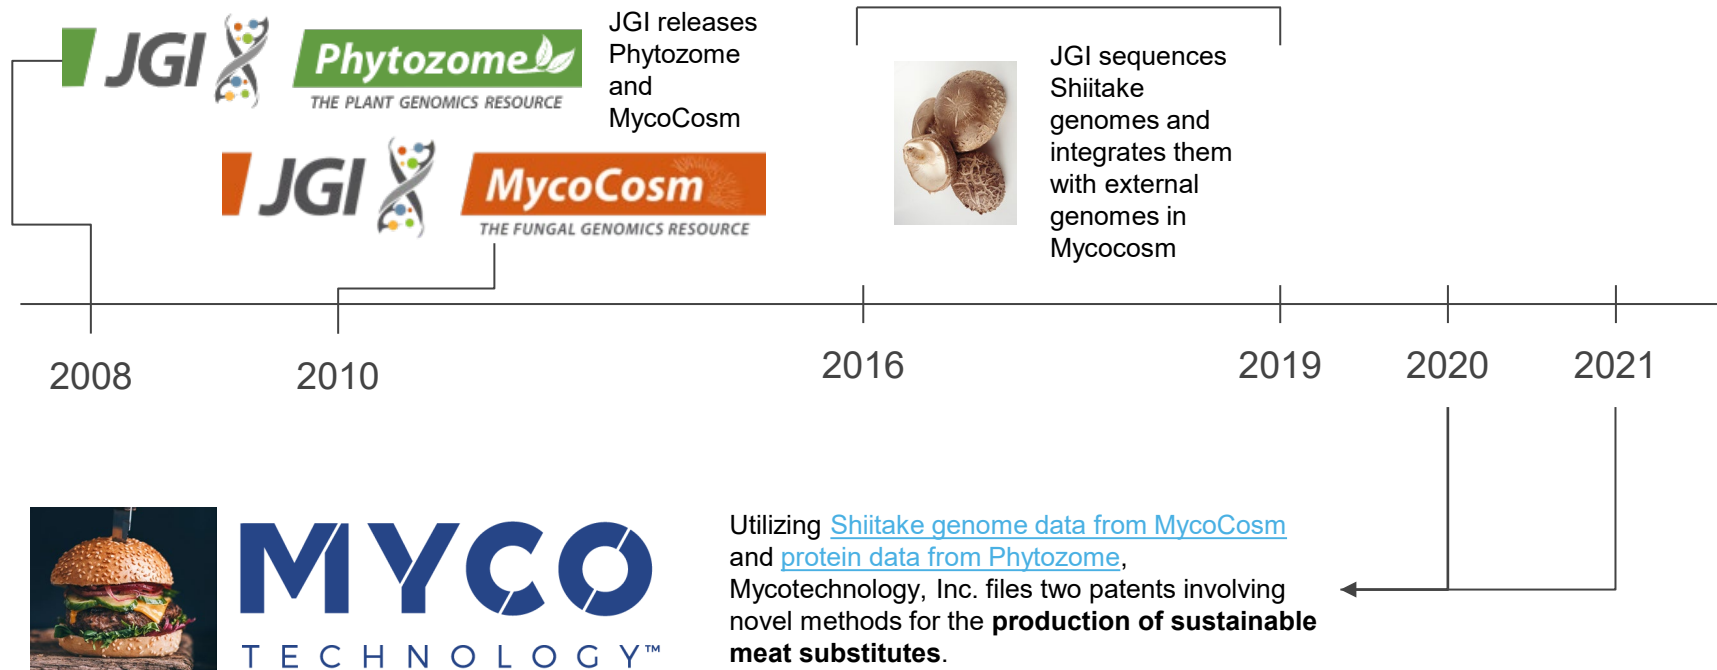 JGI Phytozome
THE PLANT GENOMICS RESOURCE
JGI releases
Phytozome
and
MycoCosm
JGI MycoCosm
THE FUNGAL GENOMICS RESOURCE
JGI sequences
Shiitake
genomes and
integrates them
with external
genomes in
Mycocosm
2008 2010 2016 2019 2020 2021
MYCO
TECHNOLOGY™
Utilizing Shiitake genome data from MycoCosm
and protein data from Phytozome,
Mycotechnology, Inc. files two patents involving
novel methods for the production of sustainable
meat substitutes.